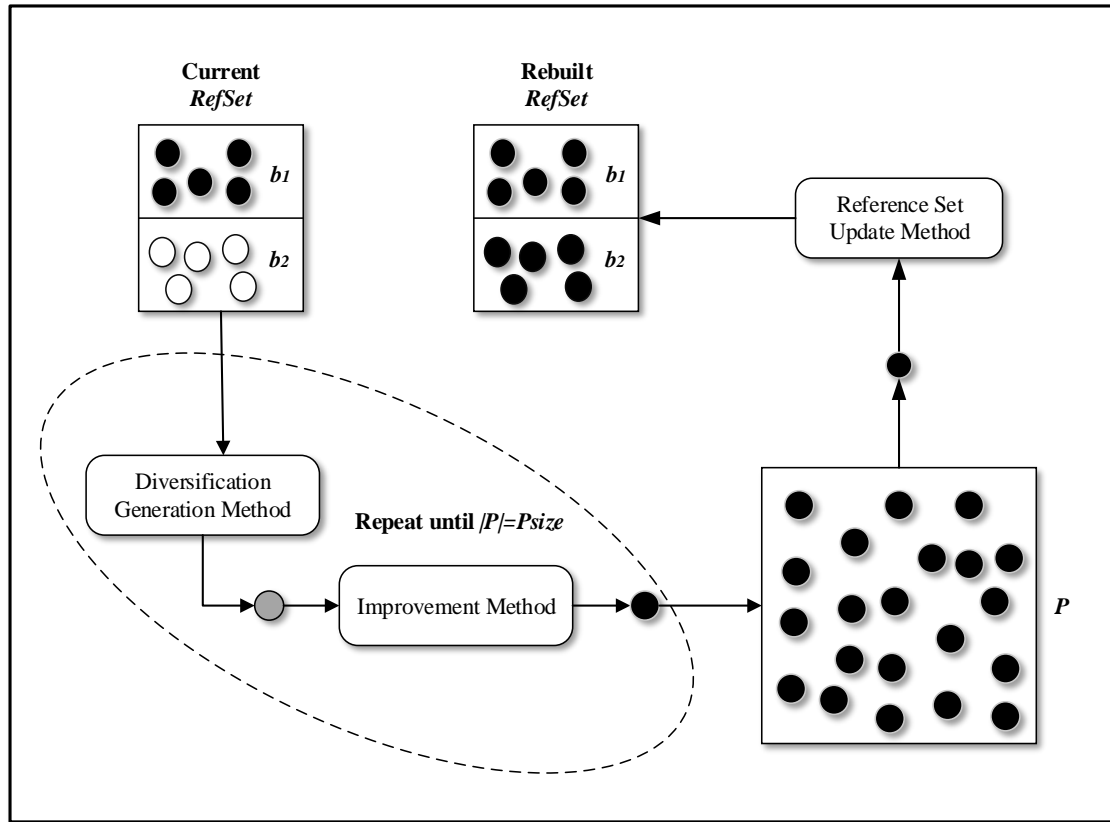 Current
RefSet
b1
b2
Rebuilt
RefSet
b1
b2
Reference Set
Update Method
Diversification
Generation Method
Repeat until |P|=Psize
Improvement Method
P